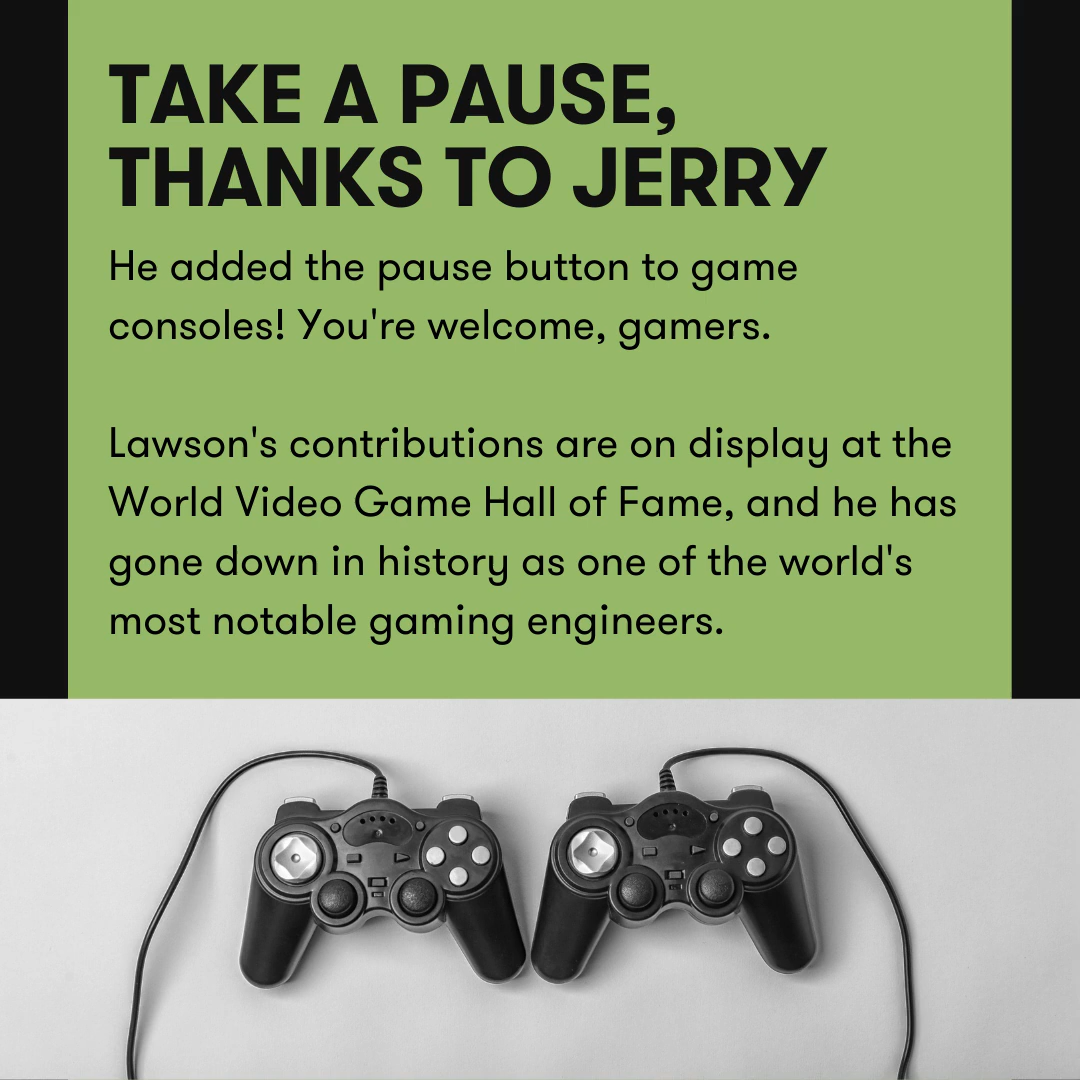 TAKE A PAUSE,
THANKS TO JERRY
He added the pause button to game
consoles! You're welcome, gamers.
Lawson's contributions are on display at the
World Video Game Hall of Fame, and he has
gone down in history as one of the world's
most notable gaming engineers.